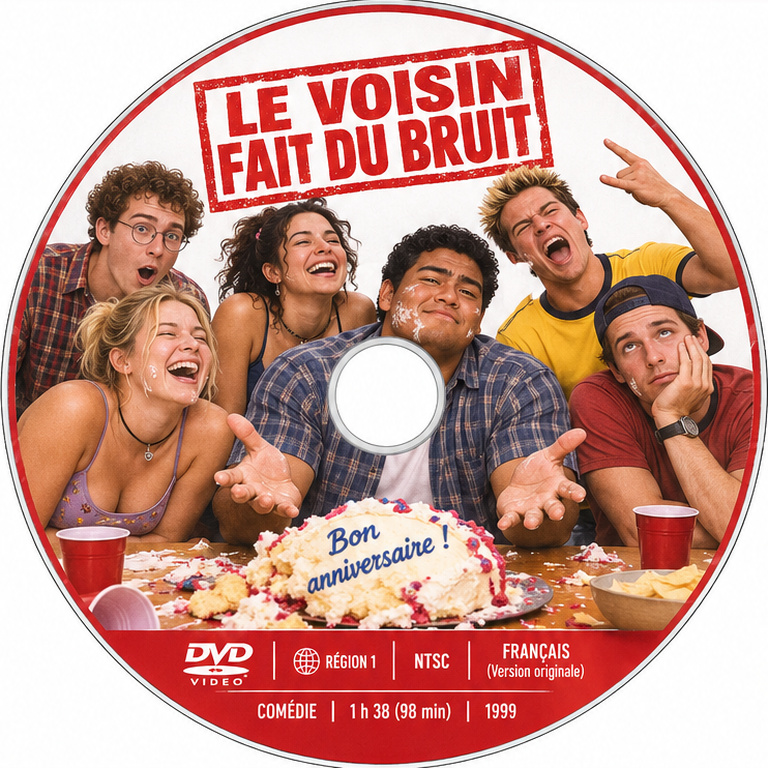 LE VOISIN
FAIT DU BRUIT
Bon
anniversaire !
DVD
VIDEO
RÉGION 1
NTSC
FRANÇAIS
(Version originale)
COMÉDIE | 1 h 38 (98 min) | 1999